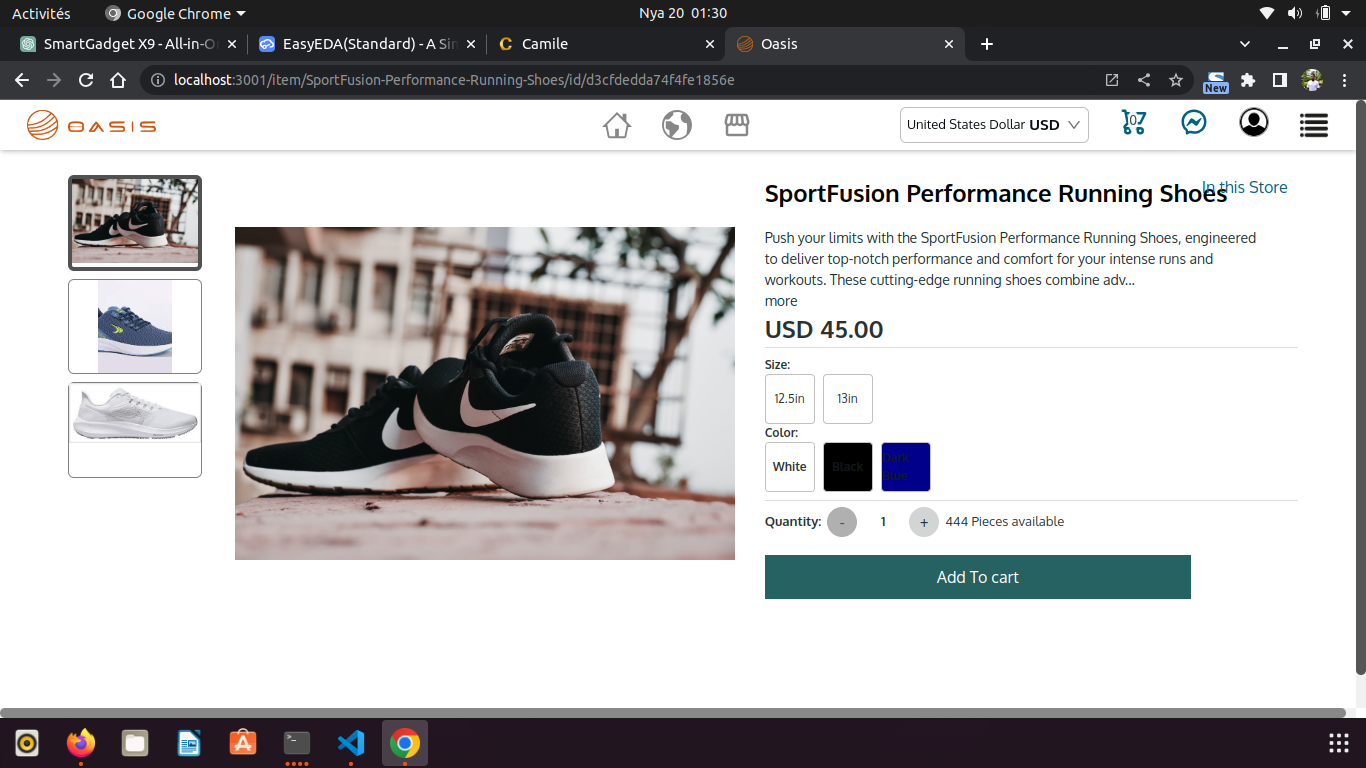 Activités
Google Chrome
Nya 20 01:30
SmartGadget X9 - All-in-O
EasyEDA(Standard) - A Sim
Camile
Oasis
localhost:3001/item/SportFusion-Performance-Running-Shoes/id/d3cfdedda74f4fe1856e
New
OASIS
United States Dollar USD
07
In this Store
SportFusion Performance Running Shoes
Push your limits with the SportFusion Performance Running Shoes, engineered
to deliver top-notch performance and comfort for your intense runs and
workouts. These cutting-edge running shoes combine adv...
more
USD 45.00
Size:
12.5in
13in
Color:
White
Black
Dark
Blue
Quantity:
-
1
+
444 Pieces available
Add To cart